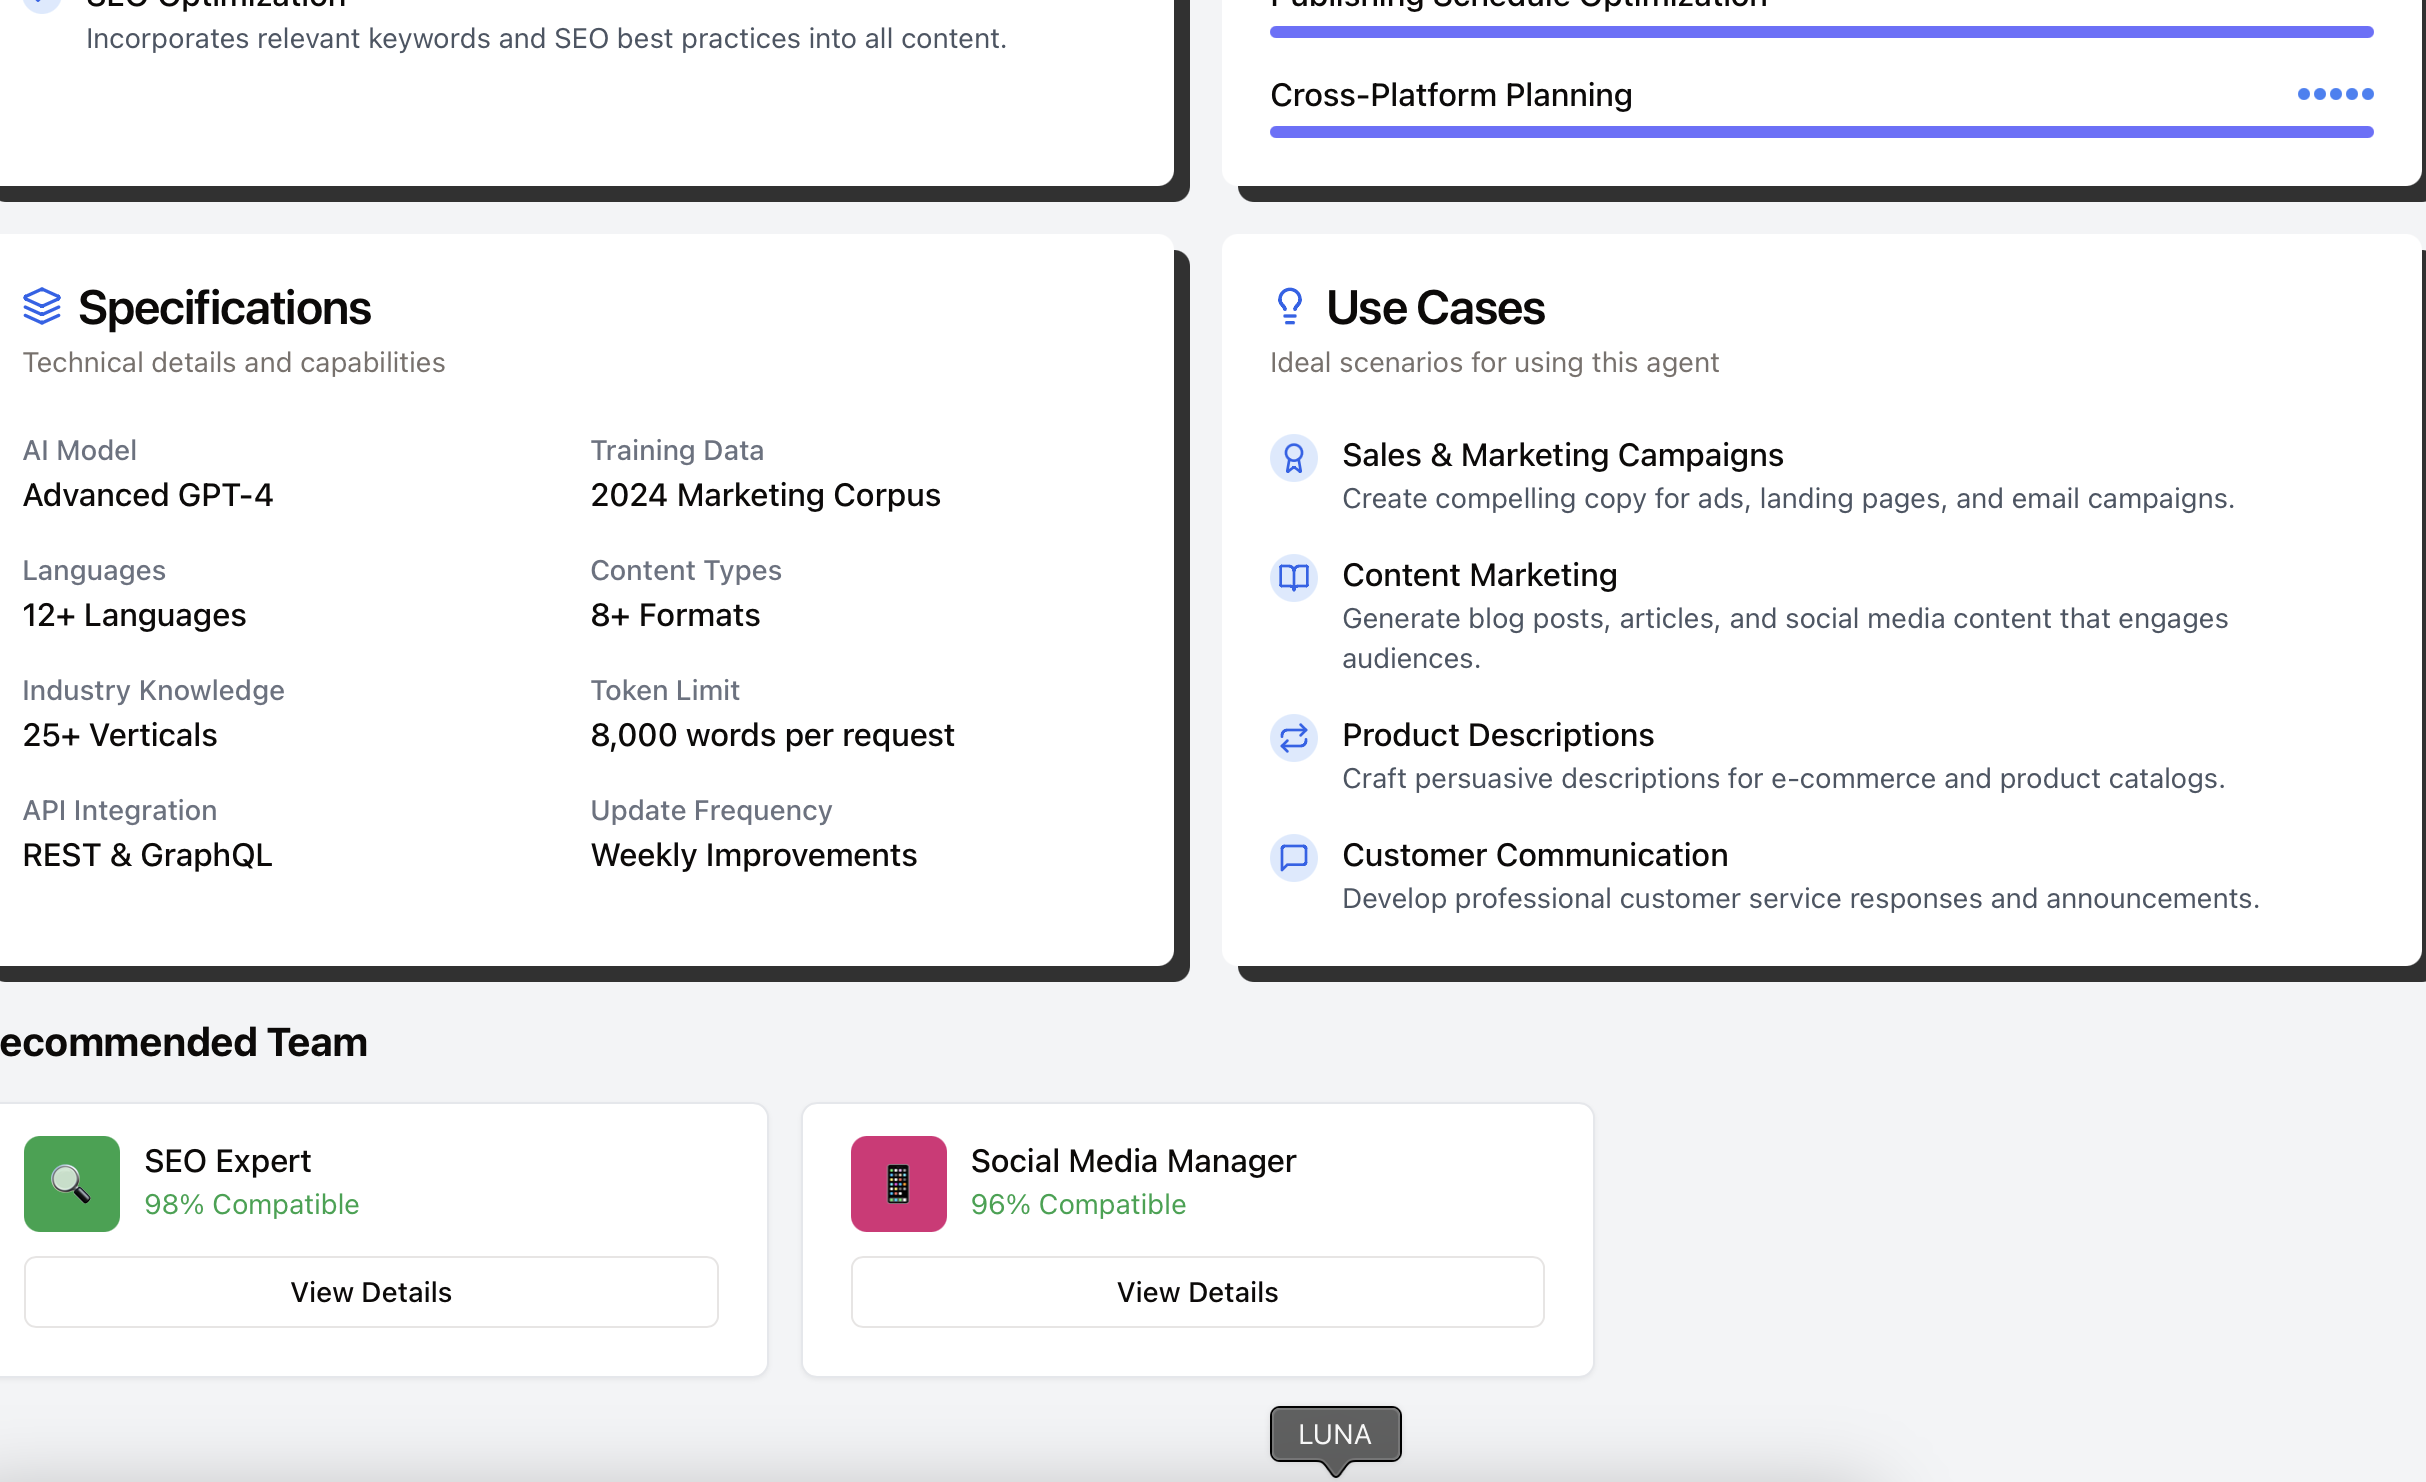 SEO Optimization
Incorporates relevant keywords and SEO best practices into all content.
Publishing Schedule Optimization
Cross-Platform Planning
Specifications
Technical details and capabilities
AI Model
Advanced GPT-4
Training Data
2024 Marketing Corpus
Languages
12+ Languages
Content Types
8+ Formats
Industry Knowledge
25+ Verticals
Token Limit
8,000 words per request
API Integration
REST & GraphQL
Update Frequency
Weekly Improvements
Use Cases
Ideal scenarios for using this agent
Sales & Marketing Campaigns
Create compelling copy for ads, landing pages, and email campaigns.
Content Marketing
Generate blog posts, articles, and social media content that engages
audiences.
Product Descriptions
Craft persuasive descriptions for e-commerce and product catalogs.
Customer Communication
Develop professional customer service responses and announcements.
ecommended Team
SEO Expert
98% Compatible
View Details
Social Media Manager
96% Compatible
View Details
LUNA